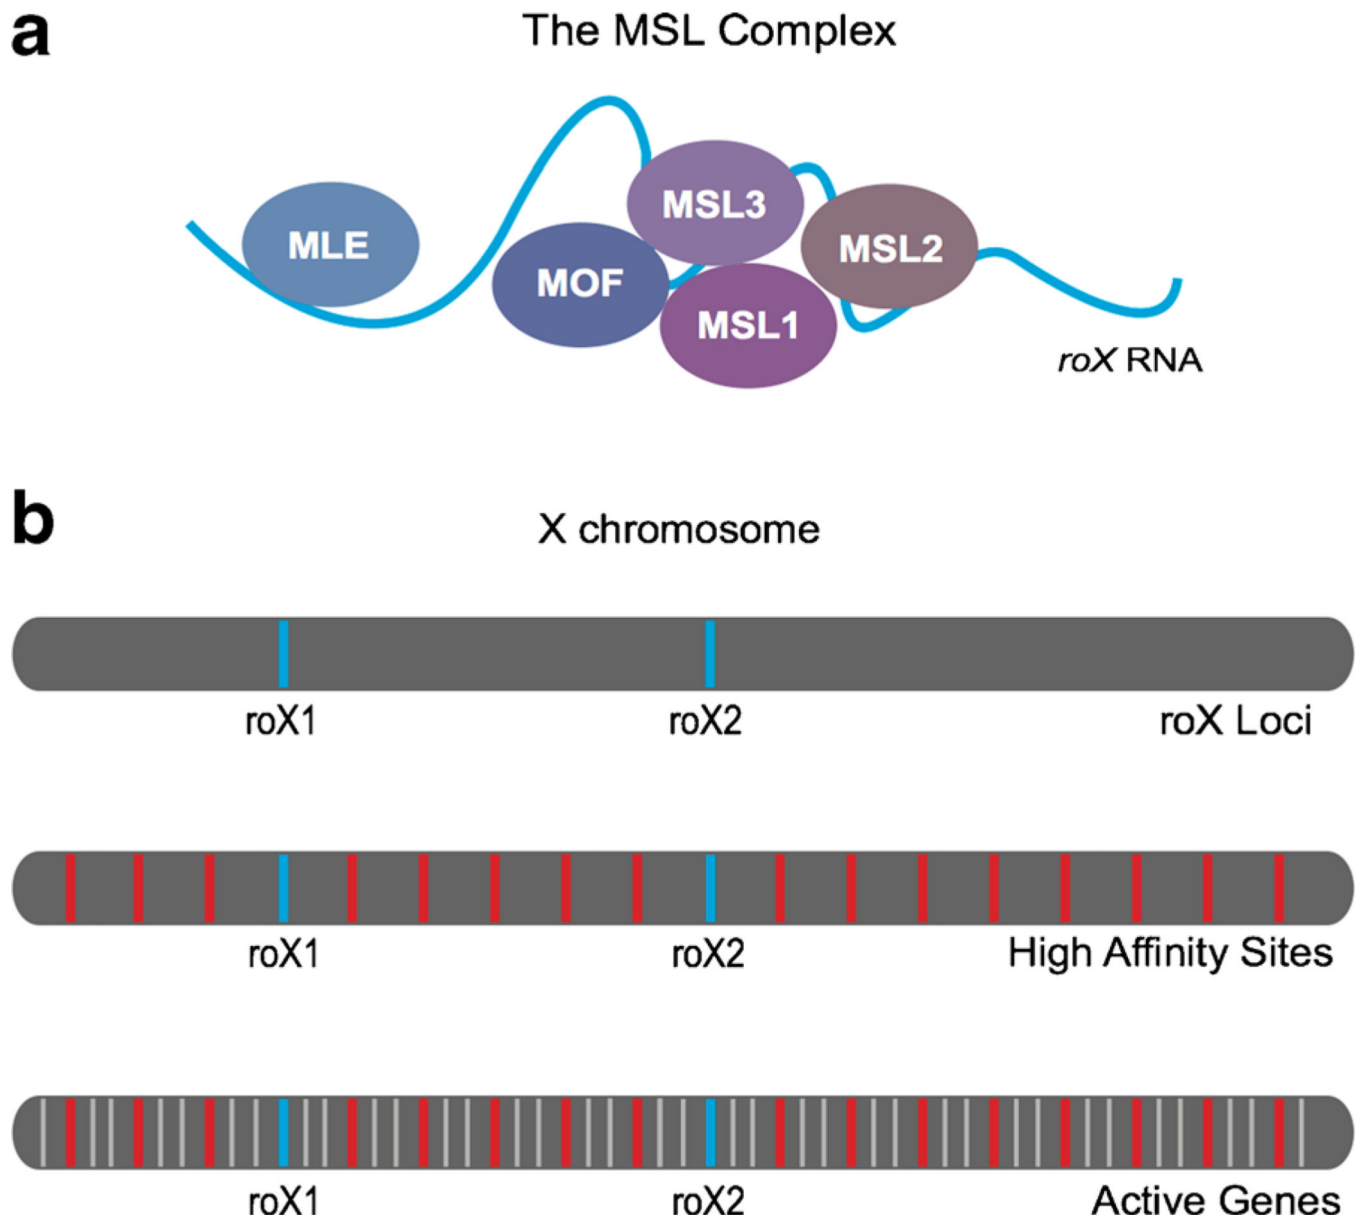 a
The MSL Complex
MLE
MOF
MSL3
MSL1
MSL2
roX RNA
b
X chromosome
roX1
roX2
roX Loci
roX1
roX2
High Affinity Sites
roX1
roX2
Active Genes